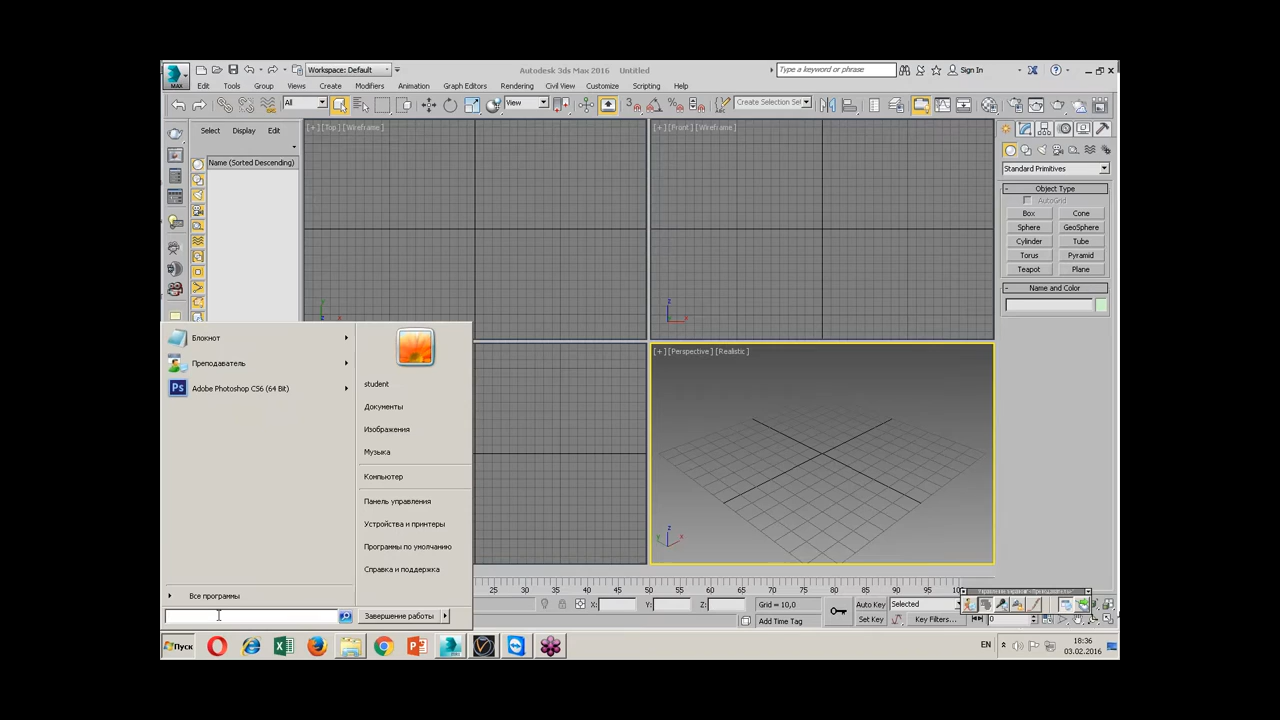 Workspace: Default
Autodesk 3ds Max 2016 Untitled
Type a keyword or phrase
Sign In
MAX
Edit Tools Group Views Create Modifiers Animation Graph Editors Rendering Civil View Customize Scripting Help
All
View
Create Selection Set
Select Display Edit
Name (Sorted Descending)
[+] [Top] [Wireframe]
[+] [Front] [Wireframe]
[+] [Perspective] [Realistic]
Standard Primitives
Object Type
AutoGrid
Box Cone
Sphere GeoSphere
Cylinder Tube
Torus Pyramid
Teapot Plane
Name and Color
Блокнот
Преподаватель
Adobe Photoshop CS6 (64 Bit)
Все программы
student
Документы
Изображения
Музыка
Компьютер
Панель управления
Устройства и принтеры
Программы по умолчанию
Справка и поддержка
Завершение работы
25 30 35 40 45 50 55 60 65 70 75 80 85 90 95
X: Y: Z: Grid = 10,0
Add Time Tag
Auto Key Selected
Set Key Key Filters...
0
Пуск
EN
18:36
03.02.2016